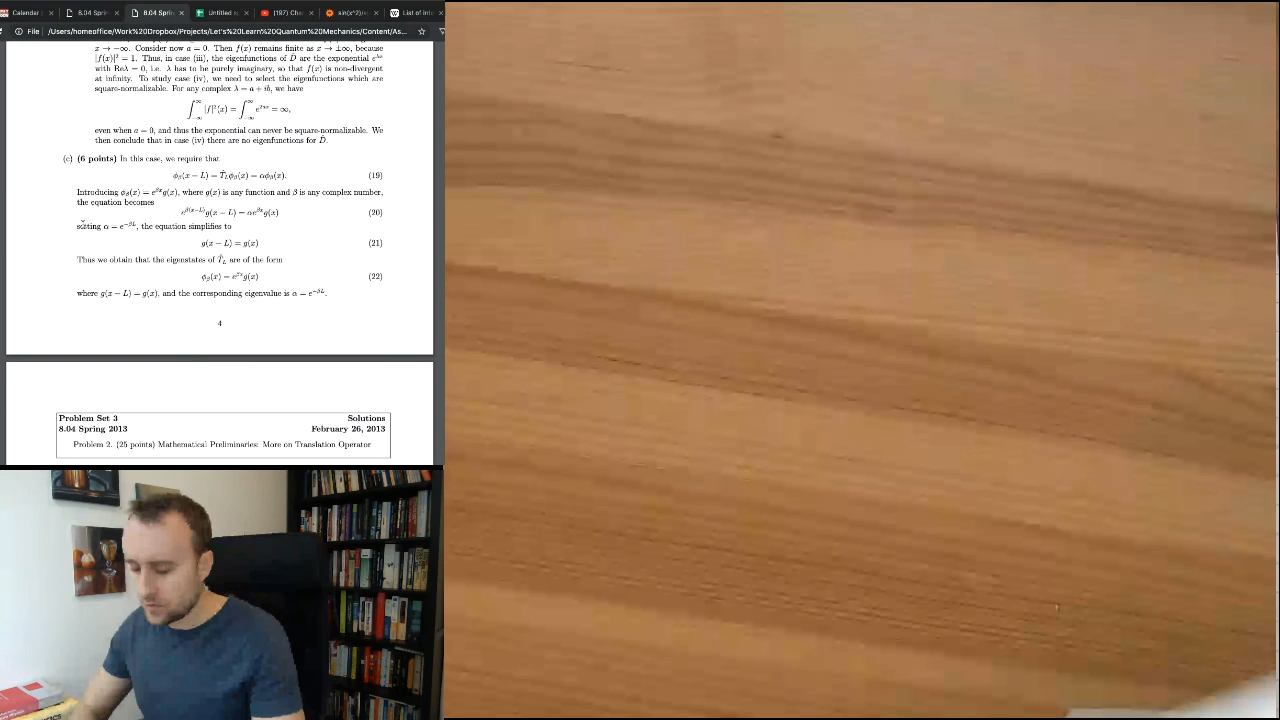 Calendar
8.04 Sprin
8.04 Sprin
Untitled s
(197) Cha
sin(x^2)/
List of int
File /Users/homeoffice/Work%20Dropbox/Projects/Let's%20Learn%20Quantum%20Mechanics/Content/As...
x → −∞. Consider now a = 0. Then f(x) remains finite as x → ±∞, because
|f(x)|² = 1. Thus, in case (iii), the eigenfunctions of D̂ are the exponential e^{λx}
with Reλ = 0, i.e. λ has to be purely imaginary, so that f(x) is non-divergent
at infinity. To study case (iv), we need to select the eigenfunctions which are
square-normalizable. For any complex λ = a + ib, we have
∫_{−∞}^{∞} |f|²(x) = ∫_{−∞}^{∞} e^{2ax} = ∞,
even when a = 0, and thus the exponential can never be square-normalizable. We
then conclude that in case (iv) there are no eigenfunctions for D̂.
(c) (6 points) In this case, we require that
ϕ_β(x − L) = T̂_L ϕ_β(x) = αϕ_β(x). (19)
Introducing ϕ_β(x) = e^{βx}g(x), where g(x) is any function and β is any complex number,
the equation becomes
e^{β(x−L)}g(x − L) = αe^{βx}g(x) (20)
setting α = e^{−βL}, the equation simplifies to
g(x − L) = g(x) (21)
Thus we obtain that the eigenstates of T̂_L are of the form
ϕ_β(x) = e^{βx}g(x) (22)
where g(x − L) = g(x), and the corresponding eigenvalue is α = e^{−βL}.
4
Problem Set 3 Solutions
8.04 Spring 2013 February 26, 2013
Problem 2. (25 points) Mathematical Preliminaries: More on Translation Operator